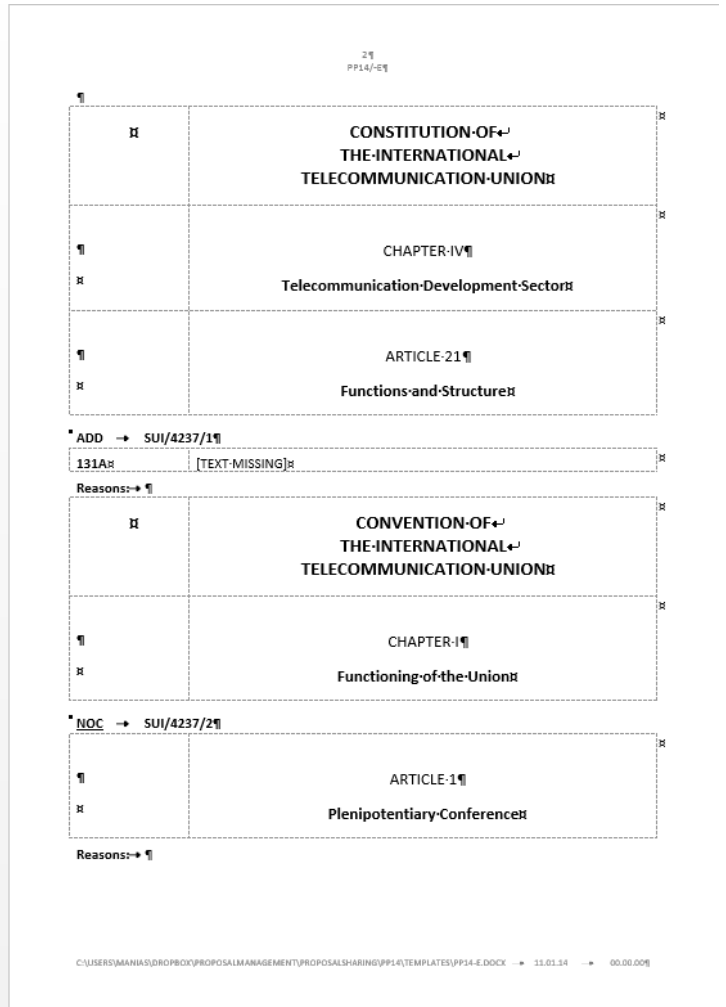 2¶
PP14/-E¶
¶
¤ CONSTITUTION·OF↵ ¤
THE·INTERNATIONAL↵
TELECOMMUNICATION·UNION¤
¤
¶ CHAPTER·IV¶
¤ Telecommunication·Development·Sector¤
¤
¶ ARTICLE·21¶
¤ Functions·and·Structure¤
ADD → SUI/4237/1¶
131A¤ [TEXT·MISSING]¤ ¤
Reasons:→ ¶
¤ CONVENTION·OF↵ ¤
THE·INTERNATIONAL↵
TELECOMMUNICATION·UNION¤
¤
¶ CHAPTER·I¶
¤ Functioning·of·the·Union¤
NOC → SUI/4237/2¶
¤
¶ ARTICLE·1¶
¤ Plenipotentiary·Conference¤
Reasons:→ ¶
C:\USERS\MANIAS\DROPBOX\PROPOSALMANAGEMENT\PROPOSALSHARING\PP14\TEMPLATES\PP14-E.DOCX → 11.01.14 → 00.00.00¶